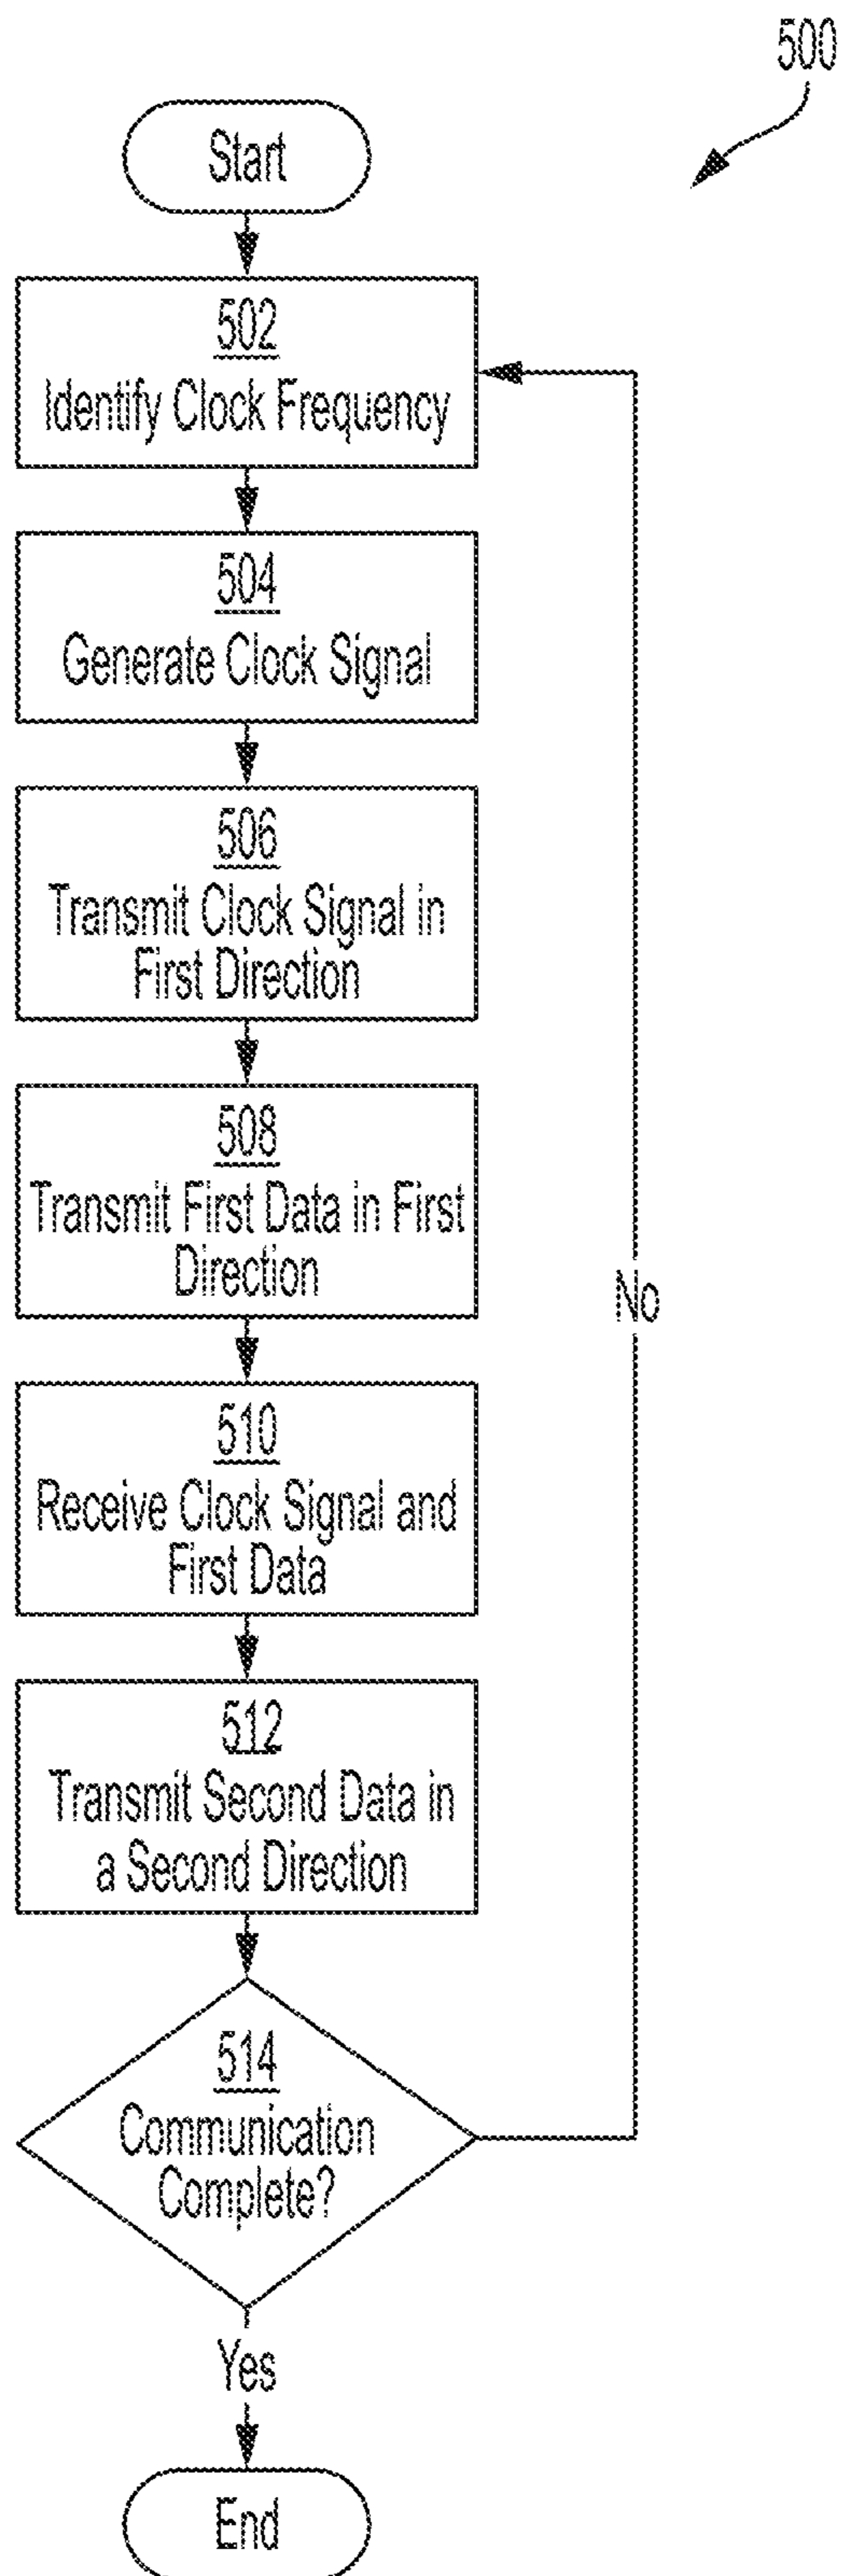 500
Start
502
Identify Clock Frequency
504
Generate Clock Signal
506
Transmit Clock Signal in
First Direction
508
Transmit First Data in First
Direction
510
Receive Clock Signal and
First Data
512
Transmit Second Data in
a Second Direction
514
Communication
Complete?
No
Yes
End